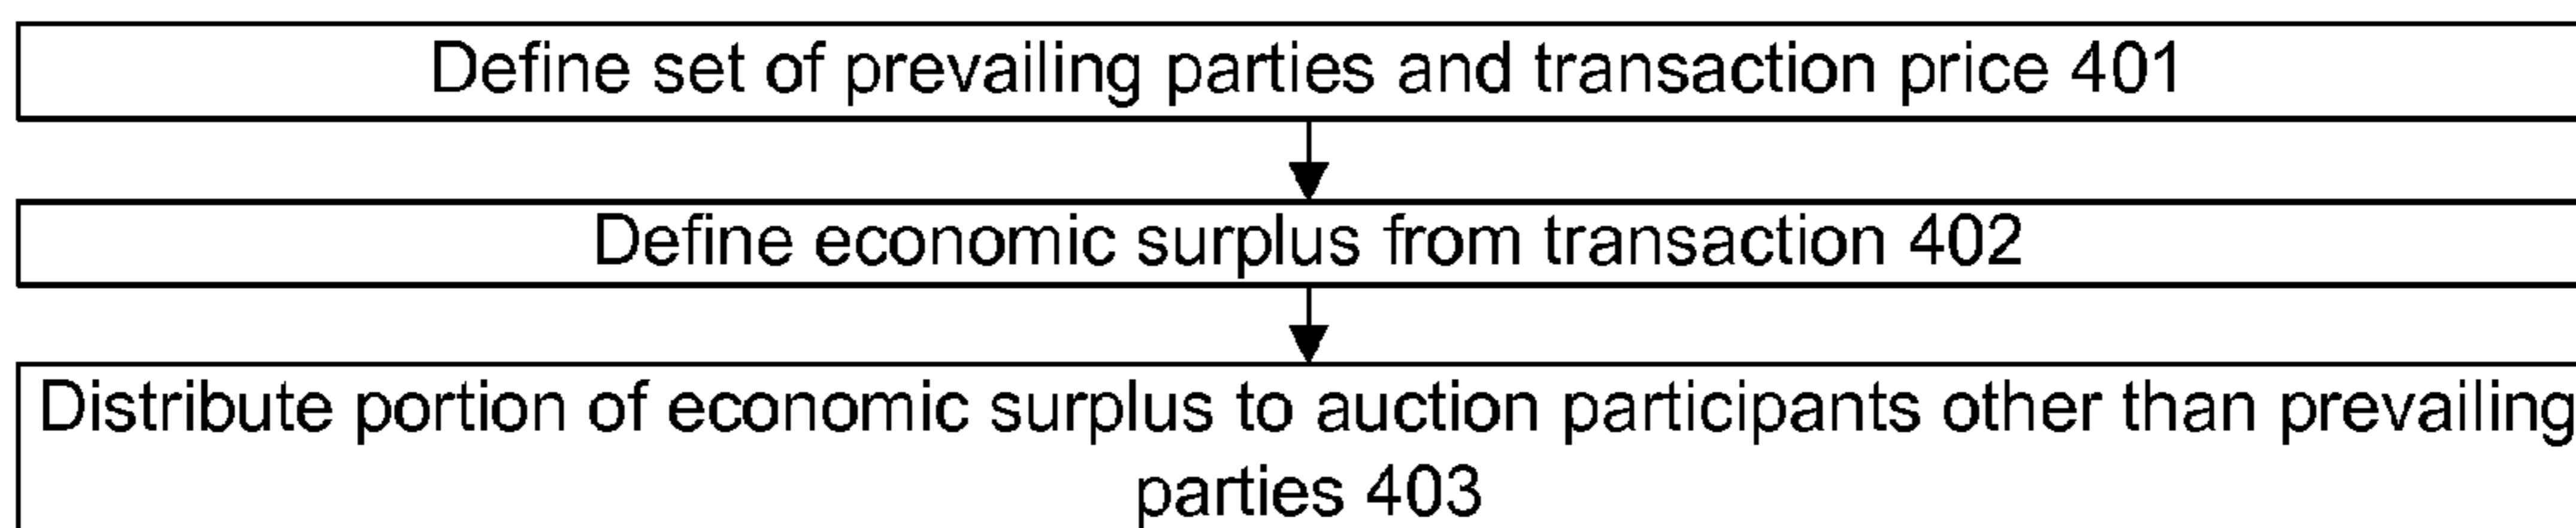 Define set of prevailing parties and transaction price 401
Define economic surplus from transaction 402
Distribute portion of economic surplus to auction participants other than prevailing
parties 403